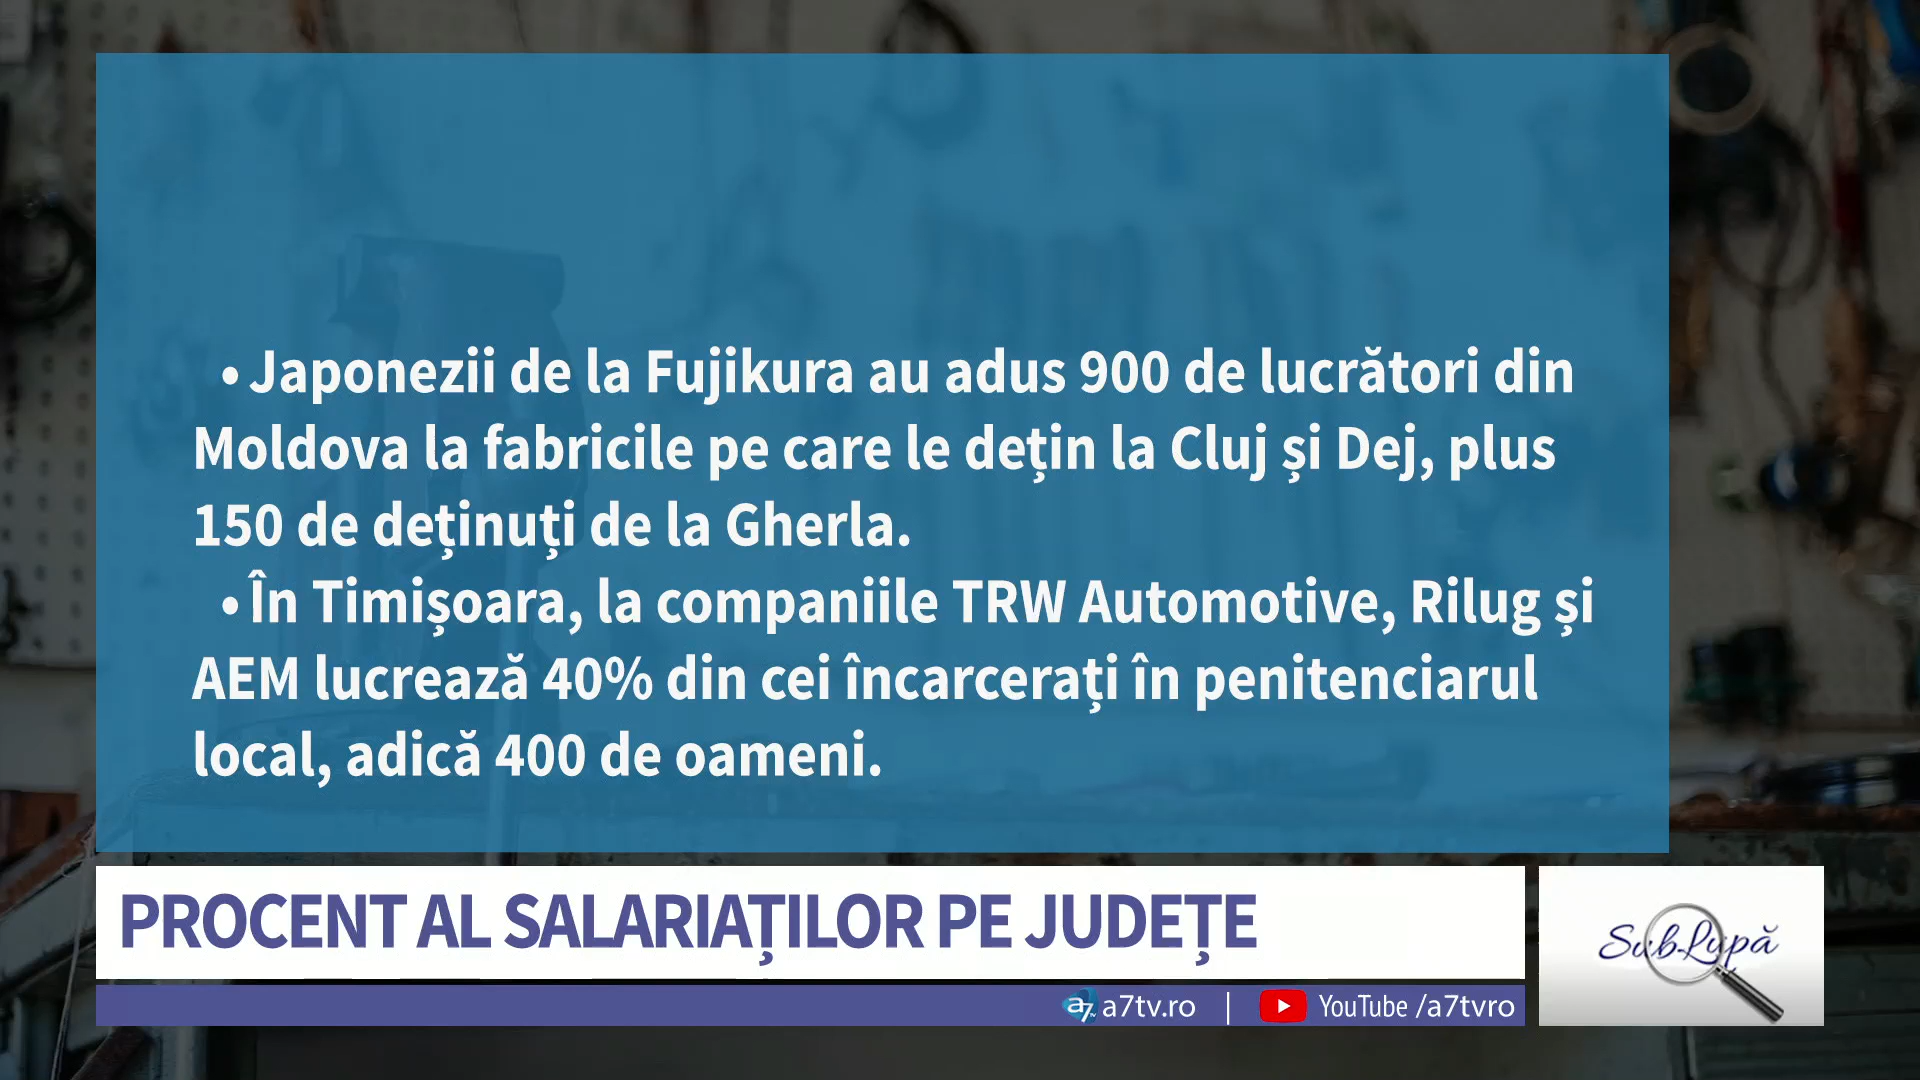 • Japonezii de la Fujikura au adus 900 de lucrători din
Moldova la fabricile pe care le dețin la Cluj și Dej, plus
150 de deținuți de la Gherla.
• În Timișoara, la companiile TRW Automotive, Rilug și
AEM lucrează 40% din cei încarcerați în penitenciarul
local, adică 400 de oameni.
PROCENT AL SALARIAȚILOR PE JUDEȚE
Sub Lupă
a7tv a7tv.ro | YouTube /a7tvro